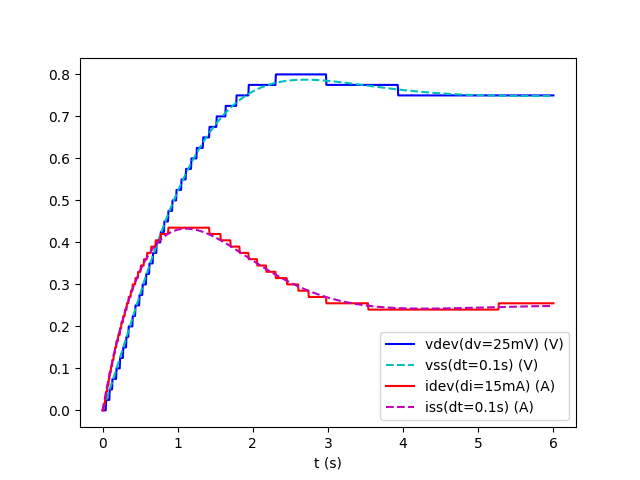 0.8
0.7
0.6
0.5
0.4
0.3
0.2
0.1
0.0
vdev(dv=25mV) (V)
vss(dt=0.1s) (V)
idev(di=15mA) (A)
iss(dt=0.1s) (A)
0 1 2 3 4 5 6
t (s)